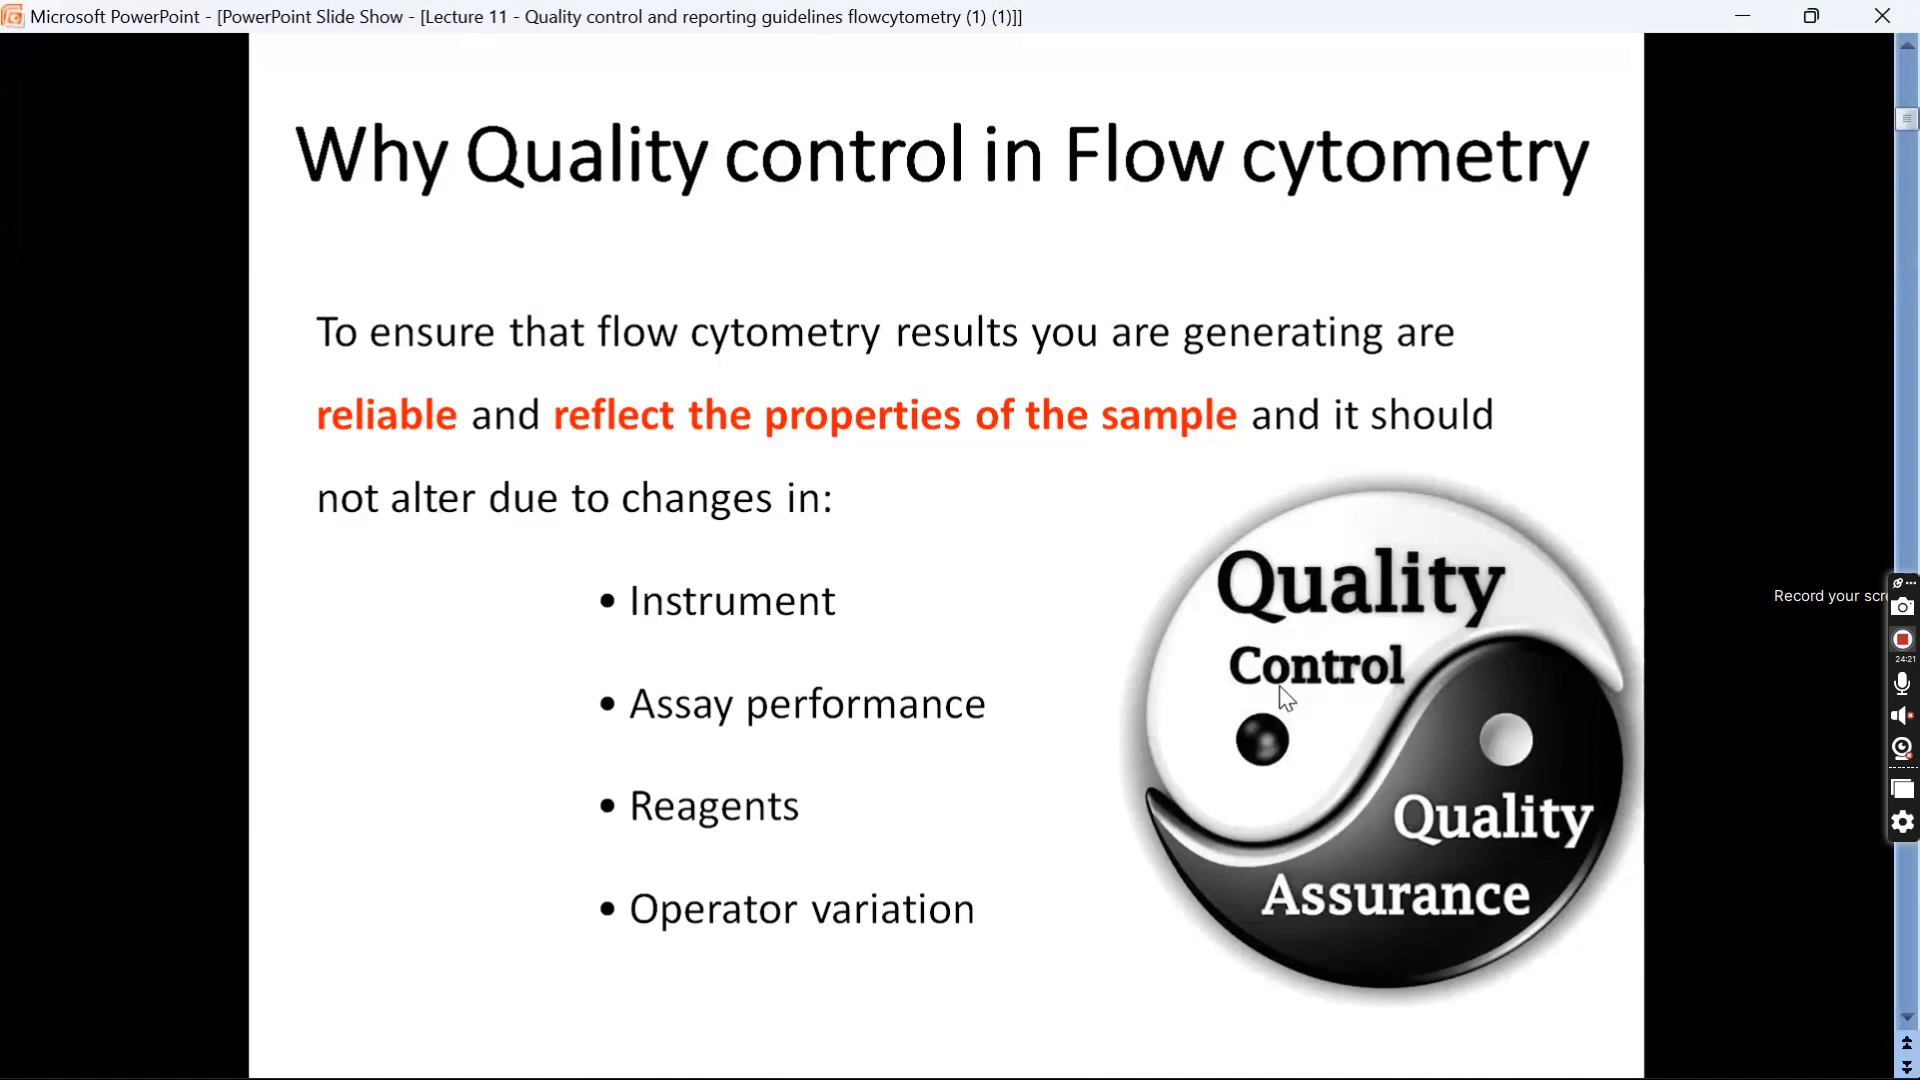 Microsoft PowerPoint - [PowerPoint Slide Show - [Lecture 11 - Quality control and reporting guidelines flowcytometry (1) (1)]]
Why Quality control in Flow cytometry
To ensure that flow cytometry results you are generating are
reliable and reflect the properties of the sample and it should
not alter due to changes in:
• Instrument
• Assay performance
• Reagents
• Operator variation
Quality
Control
Quality
Assurance
Record your scre
24:21